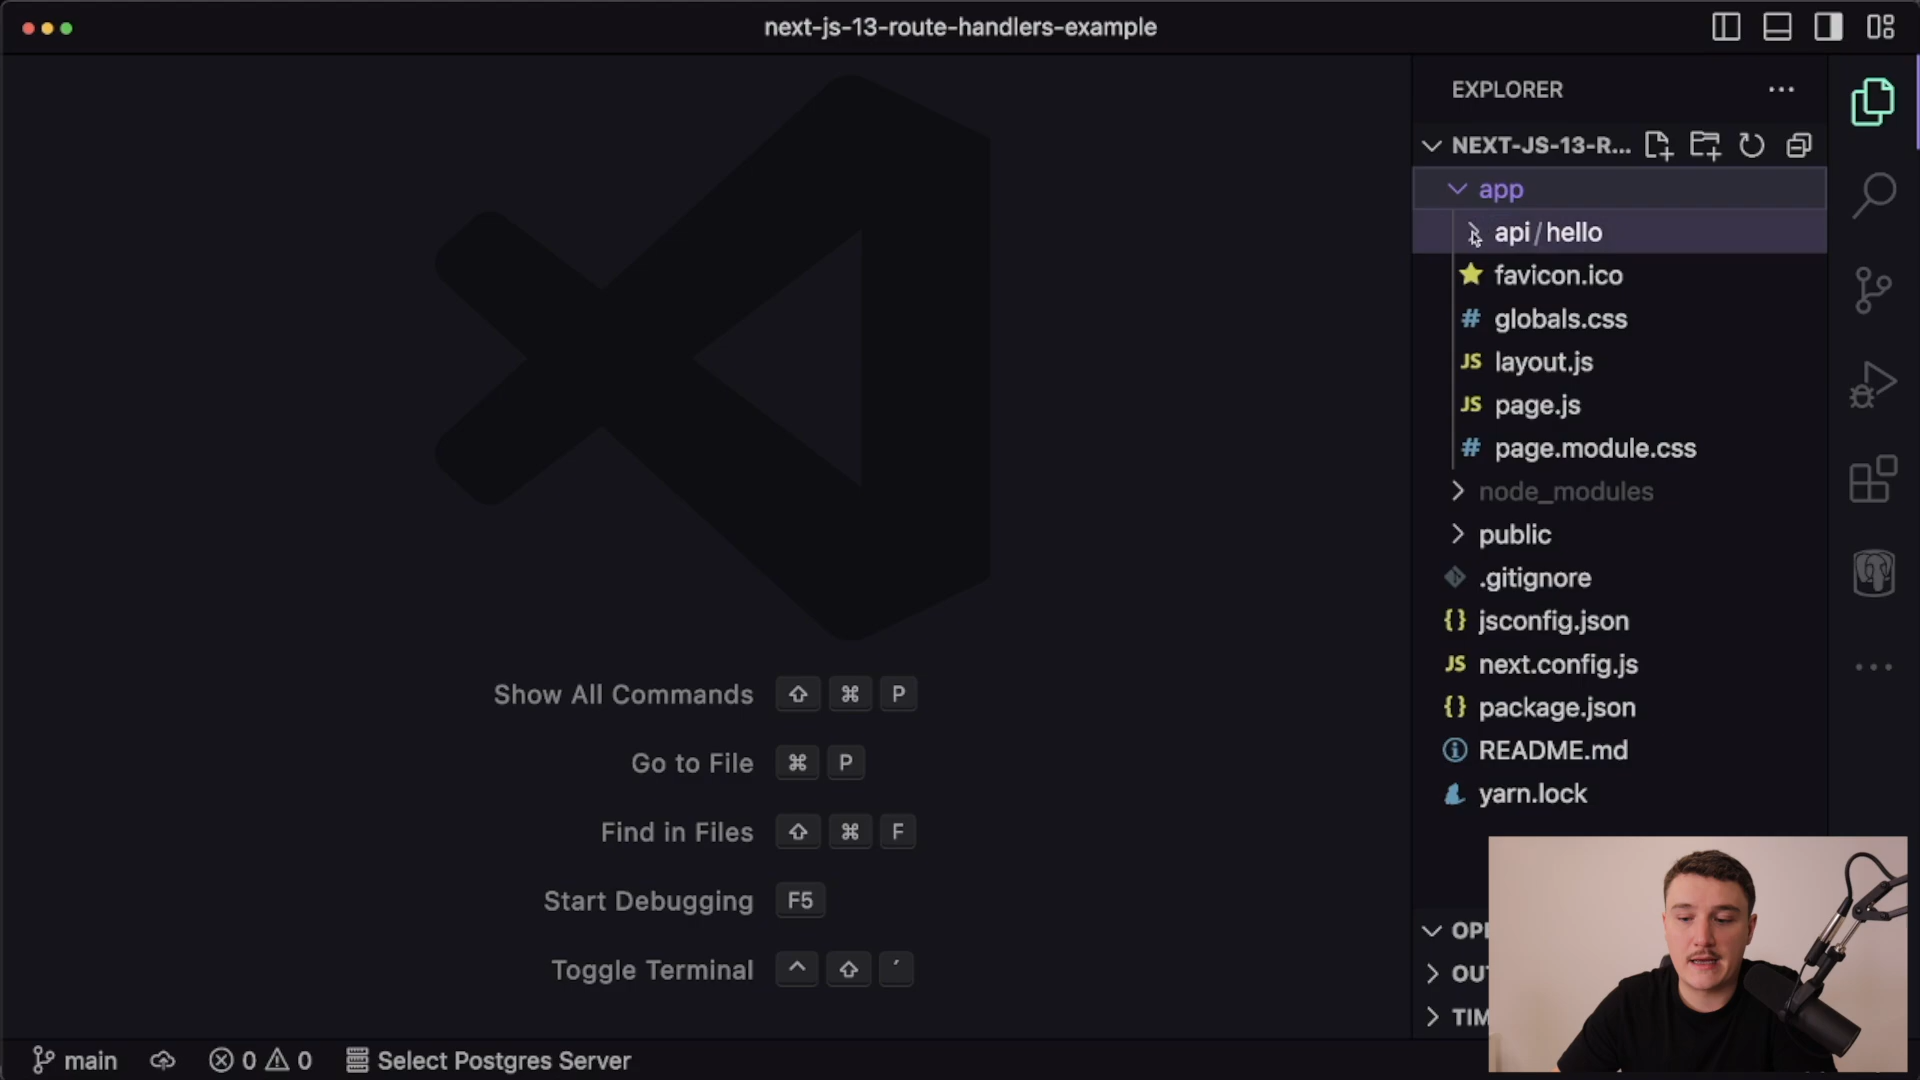 next-js-13-route-handlers-example
EXPLORER
NEXT-JS-13-R...
app
api/hello
favicon.ico
# globals.css
JS layout.js
JS page.js
# page.module.css
node_modules
public
.gitignore
{} jsconfig.json
JS next.config.js
{} package.json
README.md
yarn.lock
Show All Commands ⇧ ⌘ P
Go to File ⌘ P
Find in Files ⇧ ⌘ F
Start Debugging F5
Toggle Terminal ^ ⇧ ´
main 0 0 Select Postgres Server